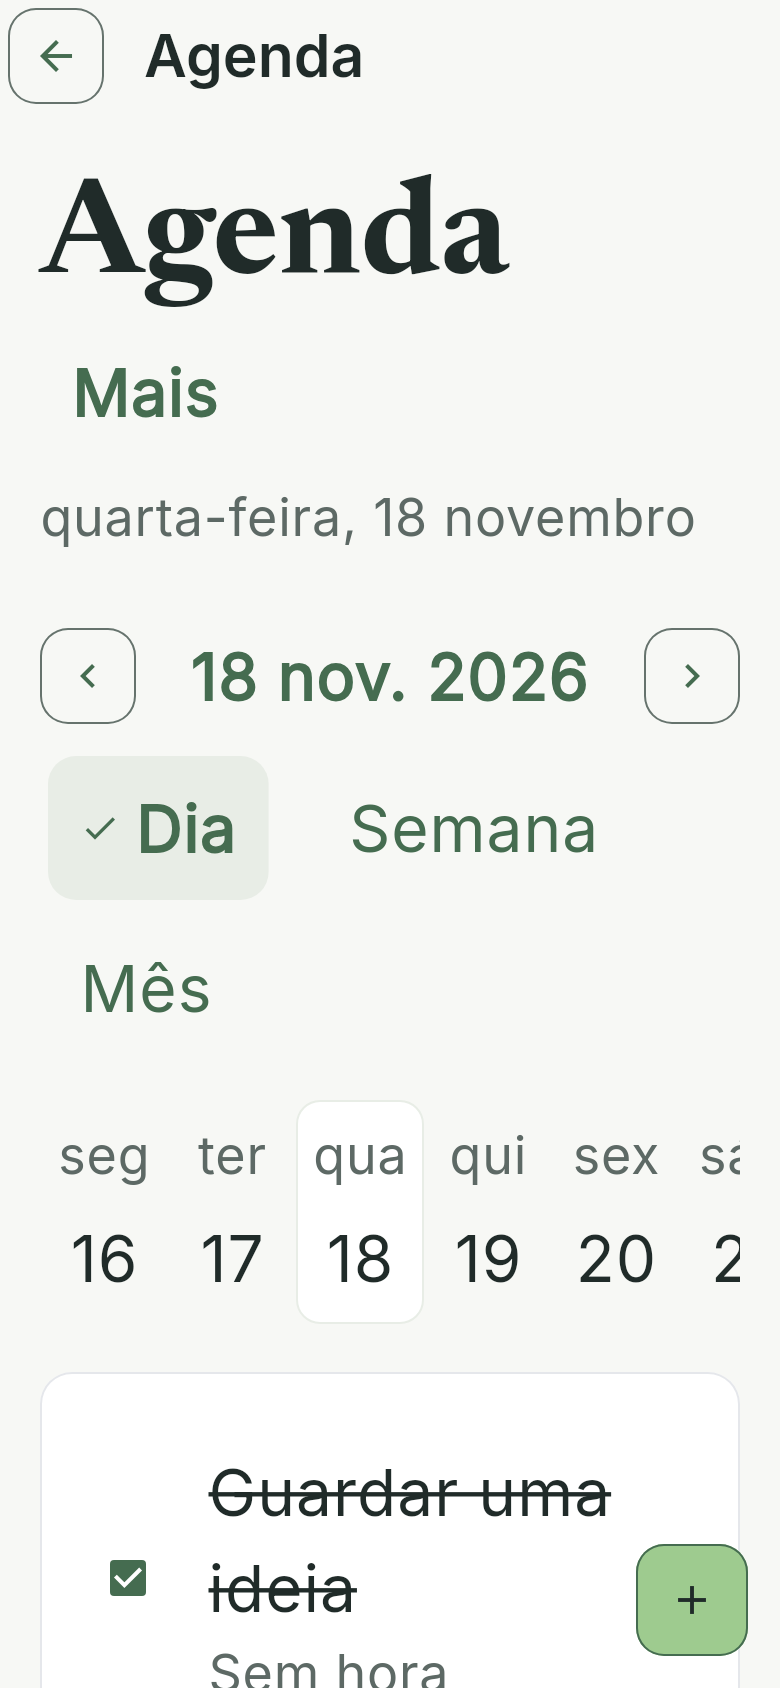 Agenda
Agenda
Mais
quarta-feira, 18 novembro
18 nov. 2026
Dia Semana
Mês
seg ter qua qui sex
16 17 18 19 20
Guardar uma
ideia
Sem hora